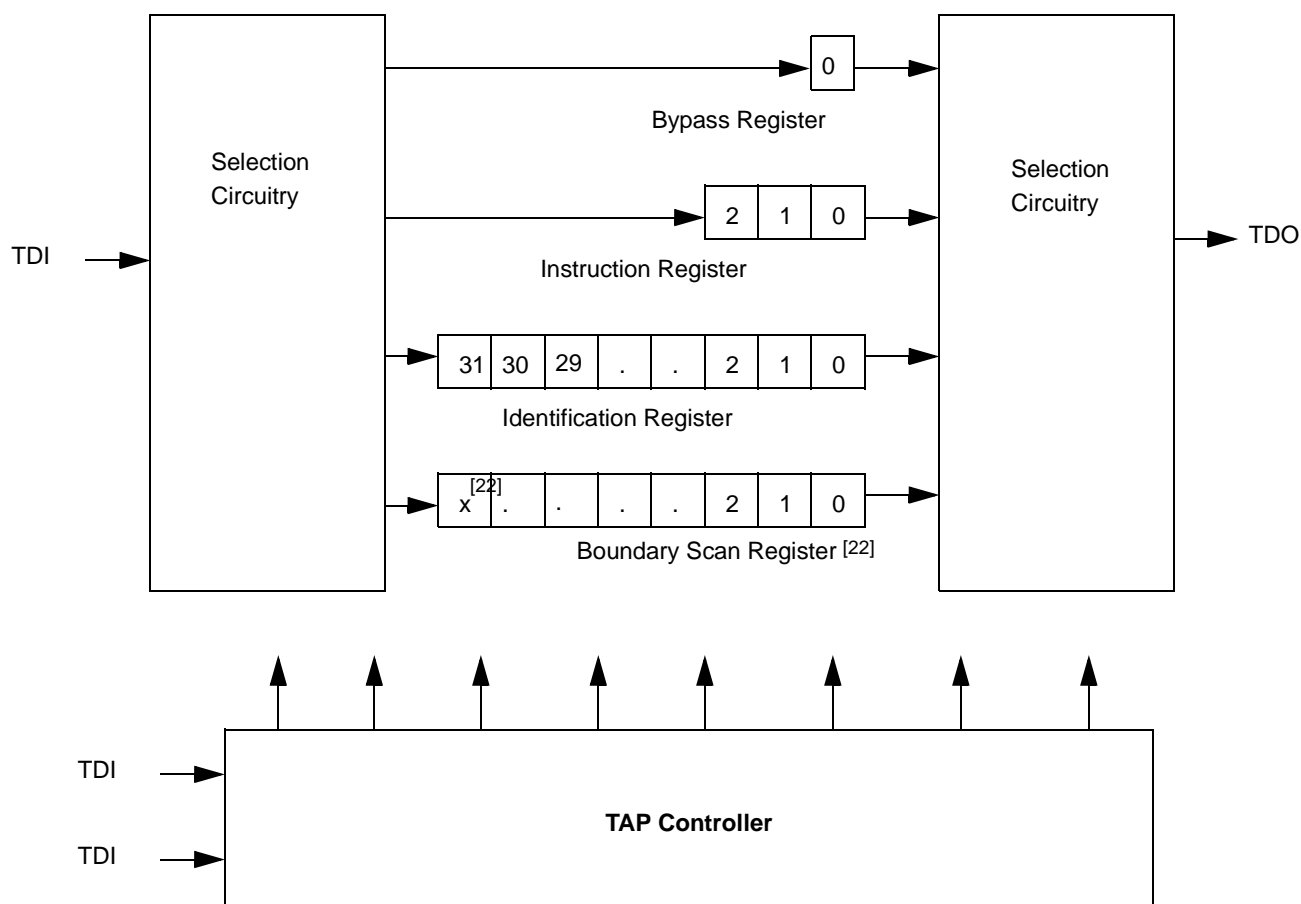 0
Bypass Register
Selection
Circuitry
Selection
Circuitry
2 1 0
TDI
TDO
Instruction Register
31 30 29 . . 2 1 0
Identification Register
x[22] . . . . 2 1 0
Boundary Scan Register [22]
TDI
TAP Controller
TDI